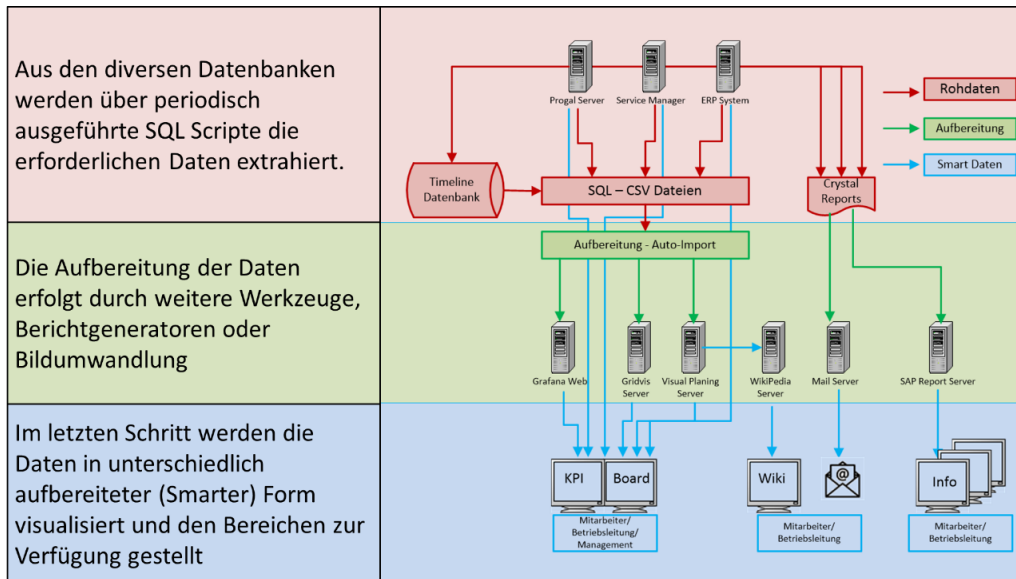 Aus den diversen Datenbanken
werden über periodisch
ausgeführte SQL Scripte die
erforderlichen Daten extrahiert.
Progal Server
Service Manager
ERP System
Rohdaten
Aufbereitung
Smart Daten
Timeline
Datenbank
SQL – CSV Dateien
Crystal
Reports
Die Aufbereitung der Daten
erfolgt durch weitere Werkzeuge,
Berichtgeneratoren oder
Bildumwandlung
Aufbereitung - Auto-Import
Grafana Web
Gridvis
Server
Visual Planing
Server
WikiPedia
Server
Mail Server
SAP Report Server
Im letzten Schritt werden die
Daten in unterschiedlich
aufbereiteter (Smarter) Form
visualisiert und den Bereichen zur
Verfügung gestellt
KPI
Board
Wiki
@
Info
Mitarbeiter/
Betriebsleitung/
Management
Mitarbeiter/
Betriebsleitung
Mitarbeiter/
Betriebsleitung